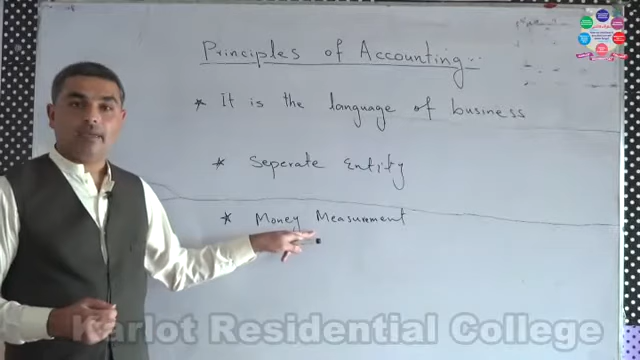 Principles of Accounting..
* It is the language of business
* Seperate Entity
* Money Measurement
Karlot Residential College